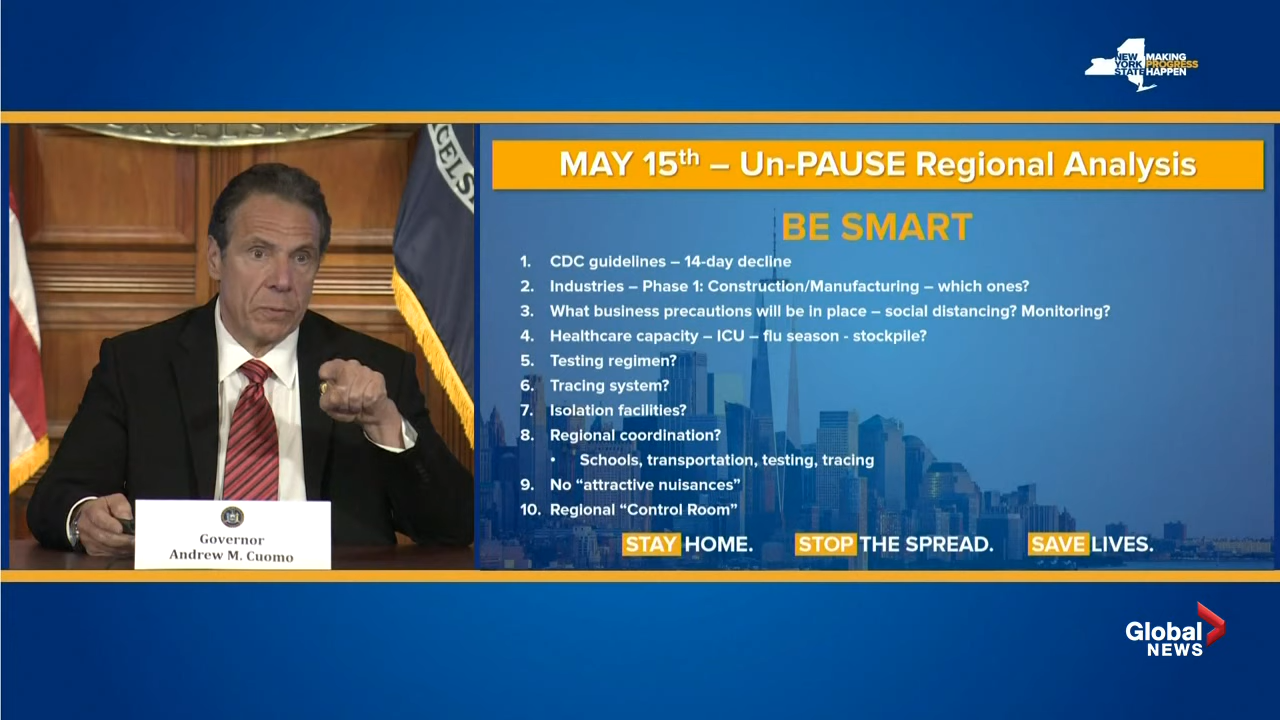 NEW
YORK
STATE
MAKING
PROGRESS
HAPPEN
EXCELSIOR
EXCELS
MAY 15th – Un-PAUSE Regional Analysis
BE SMART
1. CDC guidelines – 14-day decline
2. Industries – Phase 1: Construction/Manufacturing – which ones?
3. What business precautions will be in place – social distancing? Monitoring?
4. Healthcare capacity – ICU – flu season - stockpile?
5. Testing regimen?
6. Tracing system?
7. Isolation facilities?
8. Regional coordination?
• Schools, transportation, testing, tracing
9. No “attractive nuisances”
10. Regional “Control Room”
STAY HOME. STOP THE SPREAD. SAVE LIVES.
Governor
Andrew M. Cuomo
Global
NEWS